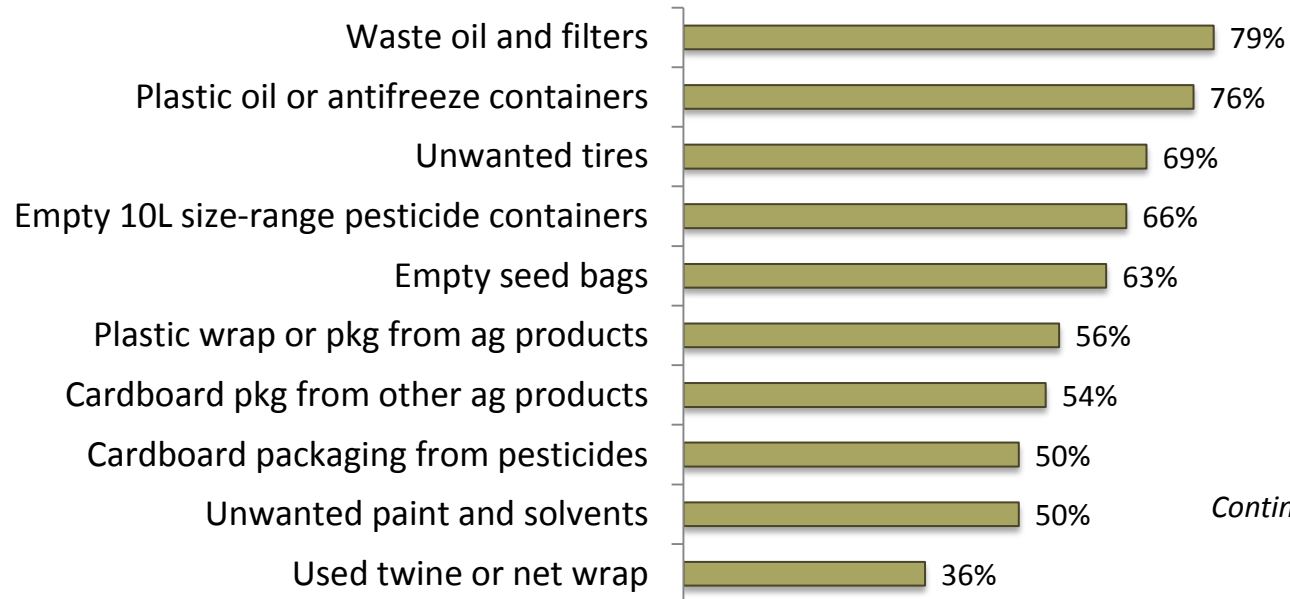 Waste oil and filters 79%
Plastic oil or antifreeze containers 76%
Unwanted tires 69%
Empty 10L size-range pesticide containers 66%
Empty seed bags 63%
Plastic wrap or pkg from ag products 56%
Cardboard pkg from other ag products 54%
Cardboard packaging from pesticides 50%
Unwanted paint and solvents 50%
Used twine or net wrap 36%